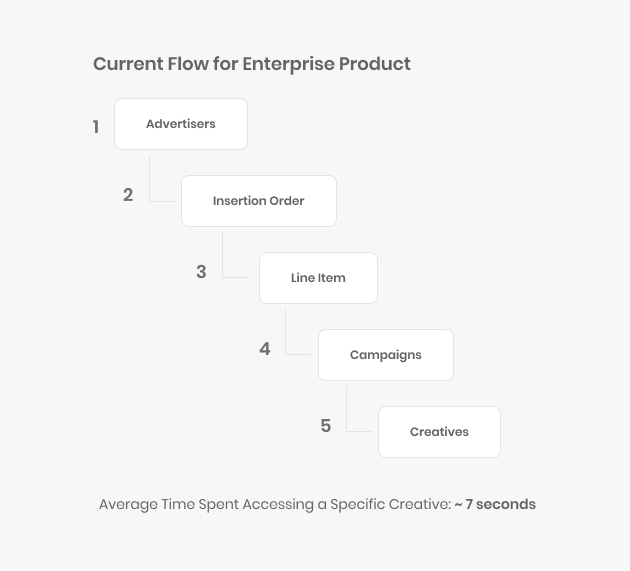 Current Flow for Enterprise Product
1
Advertisers
2
Insertion Order
3
Line Item
4
Campaigns
5
Creatives
Average Time Spent Accessing a Specific Creative: ~ 7 seconds